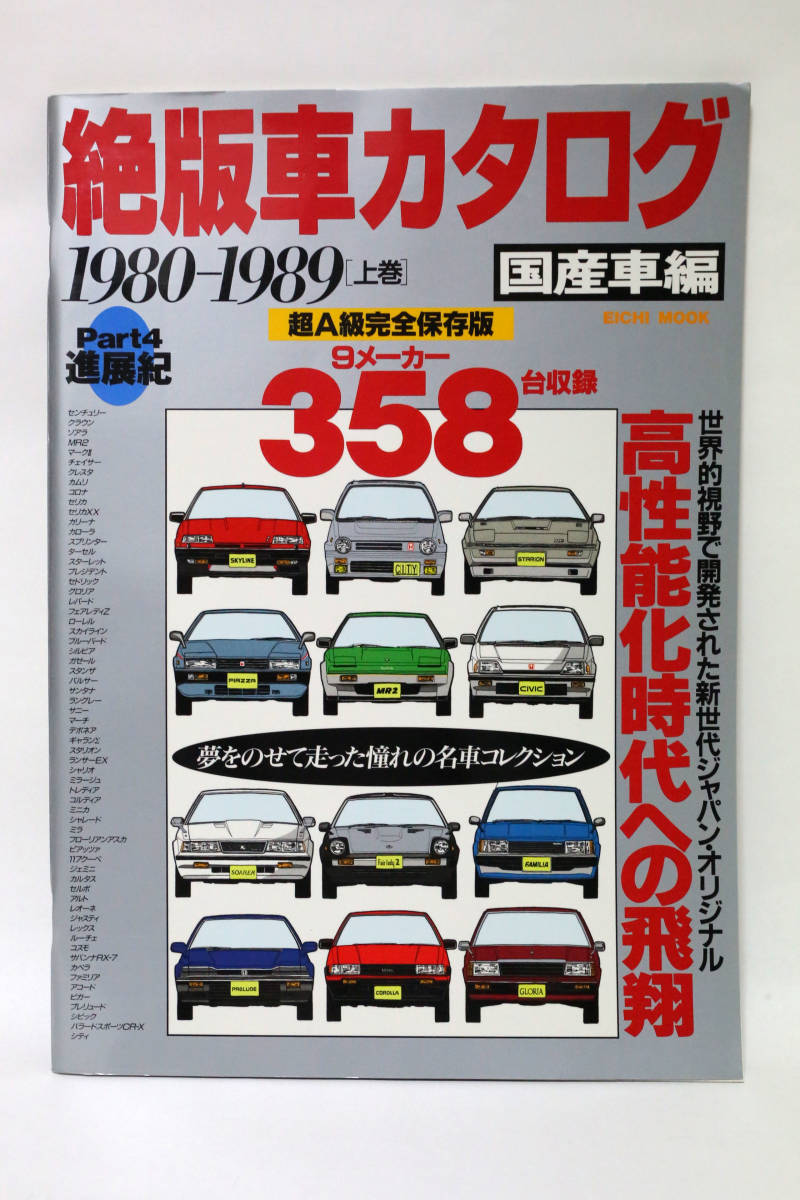 絶版車カタログ
1980-1989[上巻]
国産車編
EICHI MOOK
Part4
進展紀
超A級完全保存版
9メーカー
358
台収録
世界的視野で開発された新世代ジャパン・オリジナル
高性能化時代への飛翔
センチュリー
クラウン
ソアラ
MR2
マークⅡ
チェイサー
クレスタ
カムリ
コロナ
セリカ
セリカXX
カリーナ
カローラ
スプリンター
ターセル
スターレット
プレジデント
セドリック
グロリア
レパード
フェアレディZ
ローレル
スカイライン
ブルーバード
シルビア
ガゼール
スタンザ
パルサー
サンタナ
ラングレー
サニー
マーチ
デボネア
ギャランΣ
スタリオン
ランサーEX
シャリオ
ミラージュ
トレディア
コルディア
ミニカ
シャレード
ミラ
フローリアンアスカ
ピアッツァ
117クーペ
ジェミニ
カルタス
セルボ
アルト
レオーネ
ジャスティ
レックス
ルーチェ
コスモ
サバンナRX-7
カペラ
ファミリア
アコード
ビガー
プレリュード
シビック
バラードスポーツCR-X
シティ
SKYLINE
CITY
STARION
PIAZZA
MR2
CIVIC
夢をのせて走った憧れの名車コレクション
SOARER
Fairlady Z
FAMILIA
PRELUDE
COROLLA
GLORIA